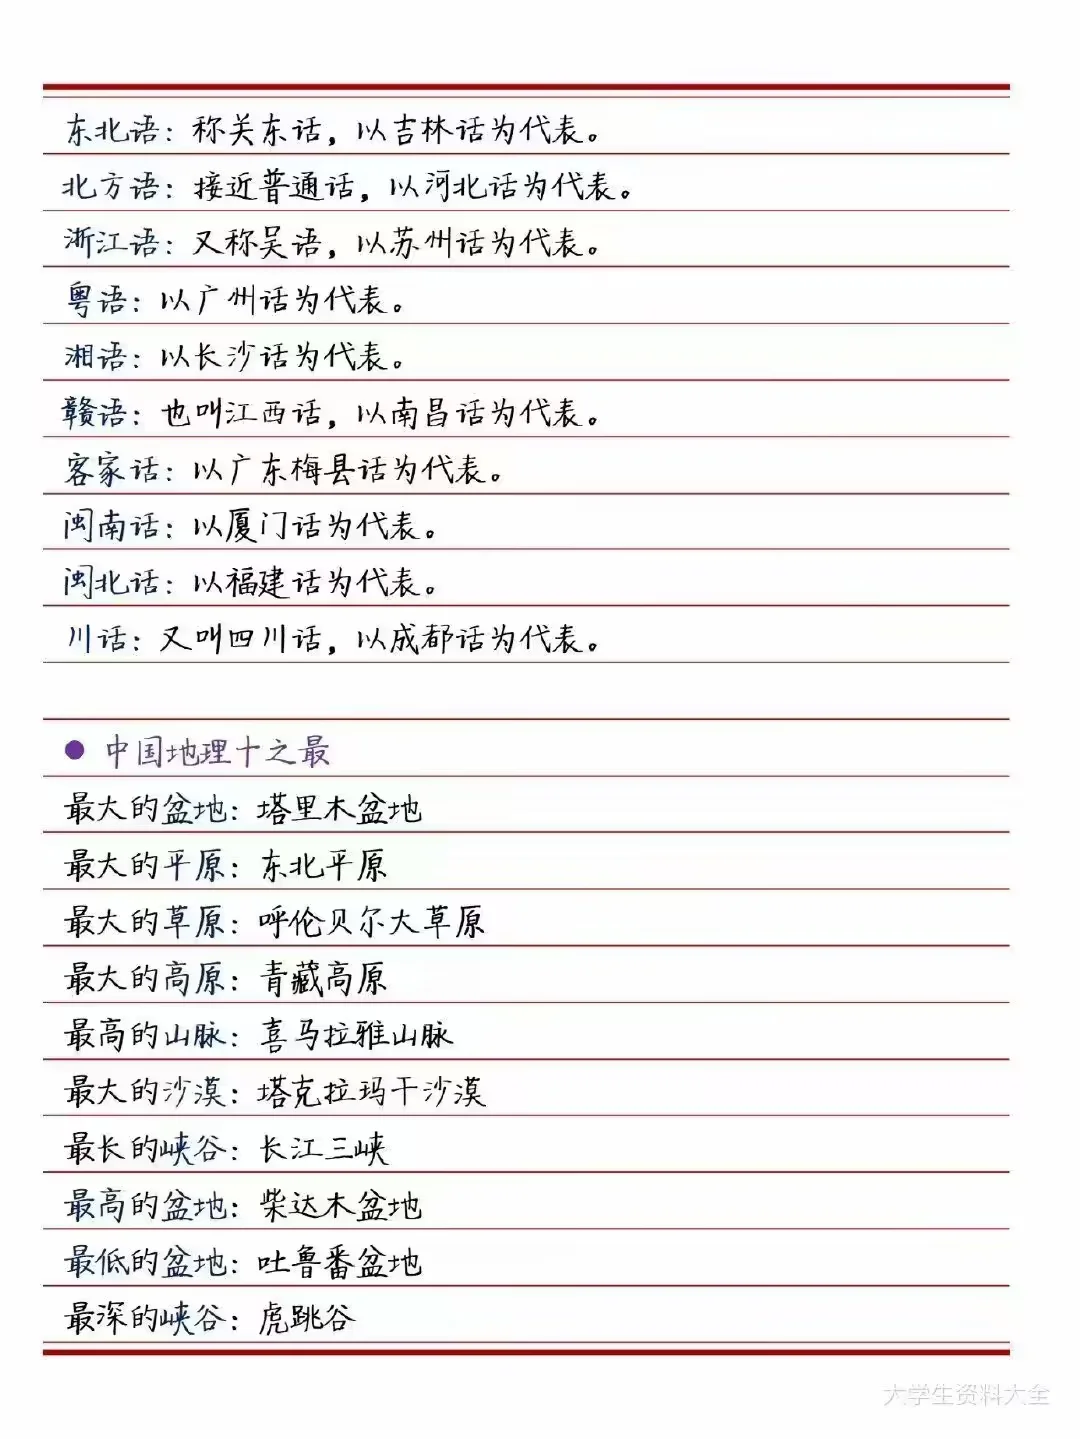 东北语：称关东话，以吉林话为代表。
北方语：接近普通话，以河北话为代表。
浙江语：又称吴语，以苏州话为代表。
粤语：以广州话为代表。
湘语：以长沙话为代表。
赣语：也叫江西话，以南昌话为代表。
客家话：以广东梅县话为代表。
闽南话：以厦门话为代表。
闽北话：以福建话为代表。
川话：又叫四川话，以成都话为代表。
● 中国地理十之最
最大的盆地：塔里木盆地
最大的平原：东北平原
最大的草原：呼伦贝尔大草原
最大的高原：青藏高原
最高的山脉：喜马拉雅山脉
最大的沙漠：塔克拉玛干沙漠
最长的峡谷：长江三峡
最高的盆地：柴达木盆地
最低的盆地：吐鲁番盆地
最深的峡谷：虎跳谷
大学生资料大全